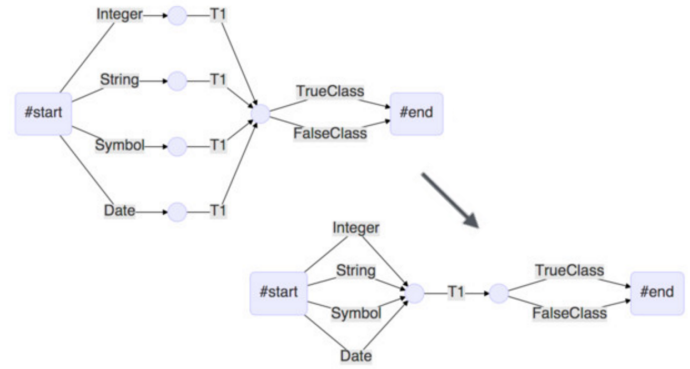 Integer T1
String T1
TrueClass
#start #end
FalseClass
Symbol T1
Date T1
Integer
String TrueClass
#start T1 #end
Symbol FalseClass
Date